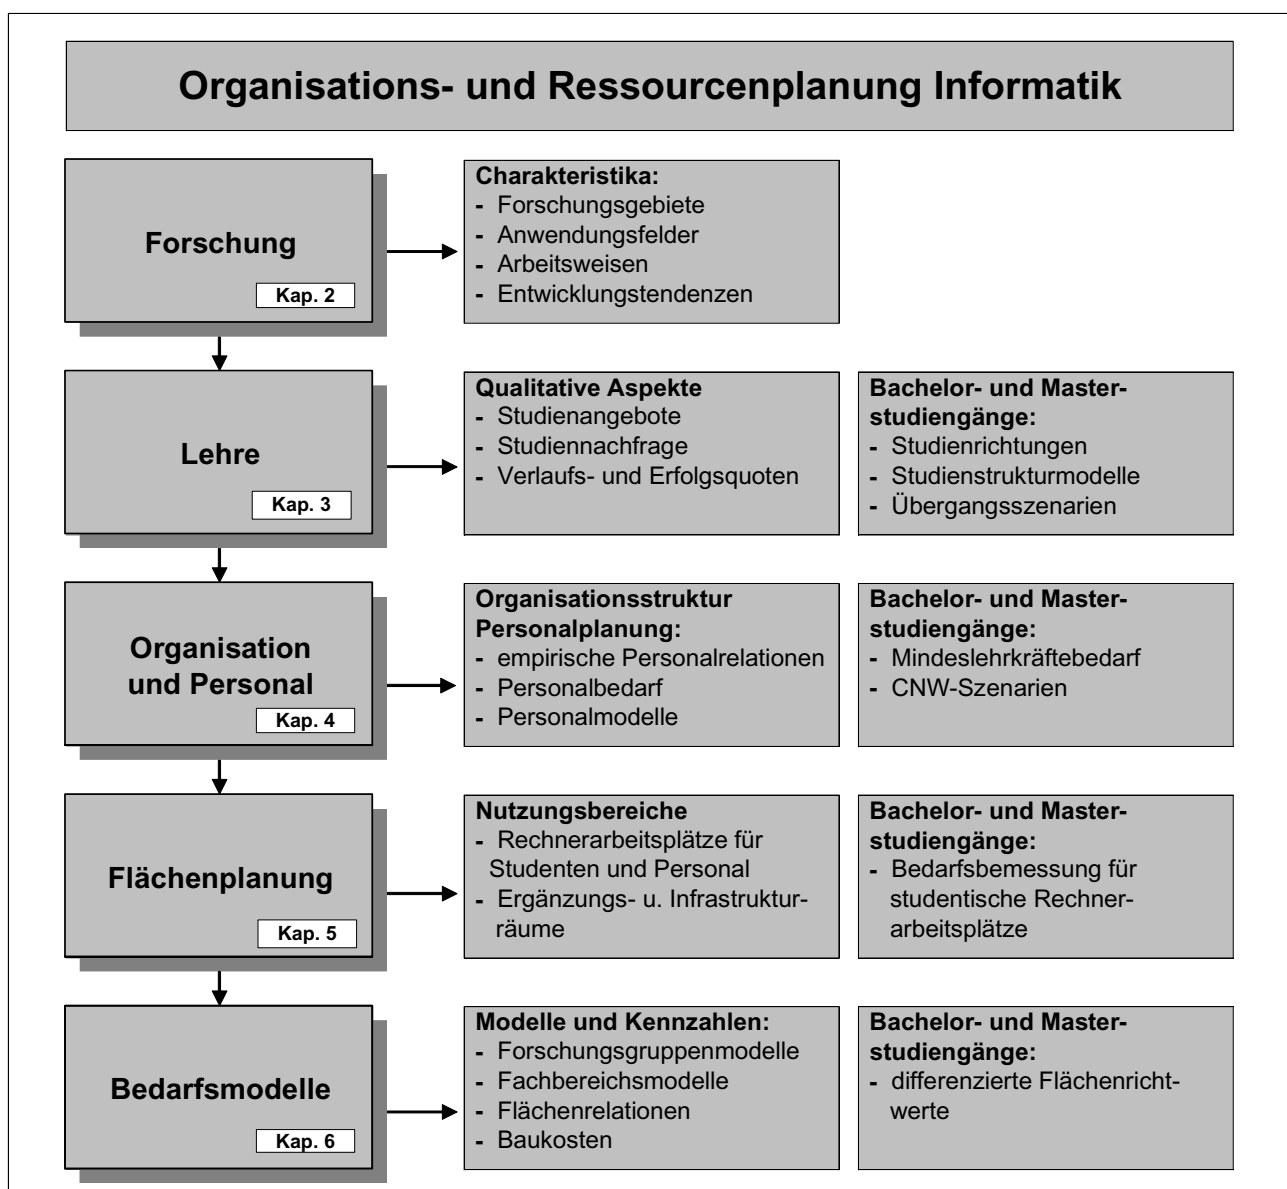 Organisations- und Ressourcenplanung Informatik
Forschung
Kap. 2
Charakteristika:
- Forschungsgebiete
- Anwendungsfelder
- Arbeitsweisen
- Entwicklungstendenzen
Lehre
Kap. 3
Qualitative Aspekte
- Studienangebote
- Studiennachfrage
- Verlaufs- und Erfolgsquoten
Bachelor- und Master-
studiengänge:
- Studienrichtungen
- Studienstrukturmodelle
- Übergangsszenarien
Organisation
und Personal
Kap. 4
Organisationsstruktur
Personalplanung:
- empirische Personalrelationen
- Personalbedarf
- Personalmodelle
Bachelor- und Master-
studiengänge:
- Mindeslehrkräftebedarf
- CNW-Szenarien
Flächenplanung
Kap. 5
Nutzungsbereiche
- Rechnerarbeitsplätze für
Studenten und Personal
- Ergänzungs- u. Infrastruktur-
räume
Bachelor- und Master-
studiengänge:
- Bedarfsbemessung für
studentische Rechner-
arbeitsplätze
Bedarfsmodelle
Kap. 6
Modelle und Kennzahlen:
- Forschungsgruppenmodelle
- Fachbereichsmodelle
- Flächenrelationen
- Baukosten
Bachelor- und Master-
studiengänge:
- differenzierte Flächenricht-
werte